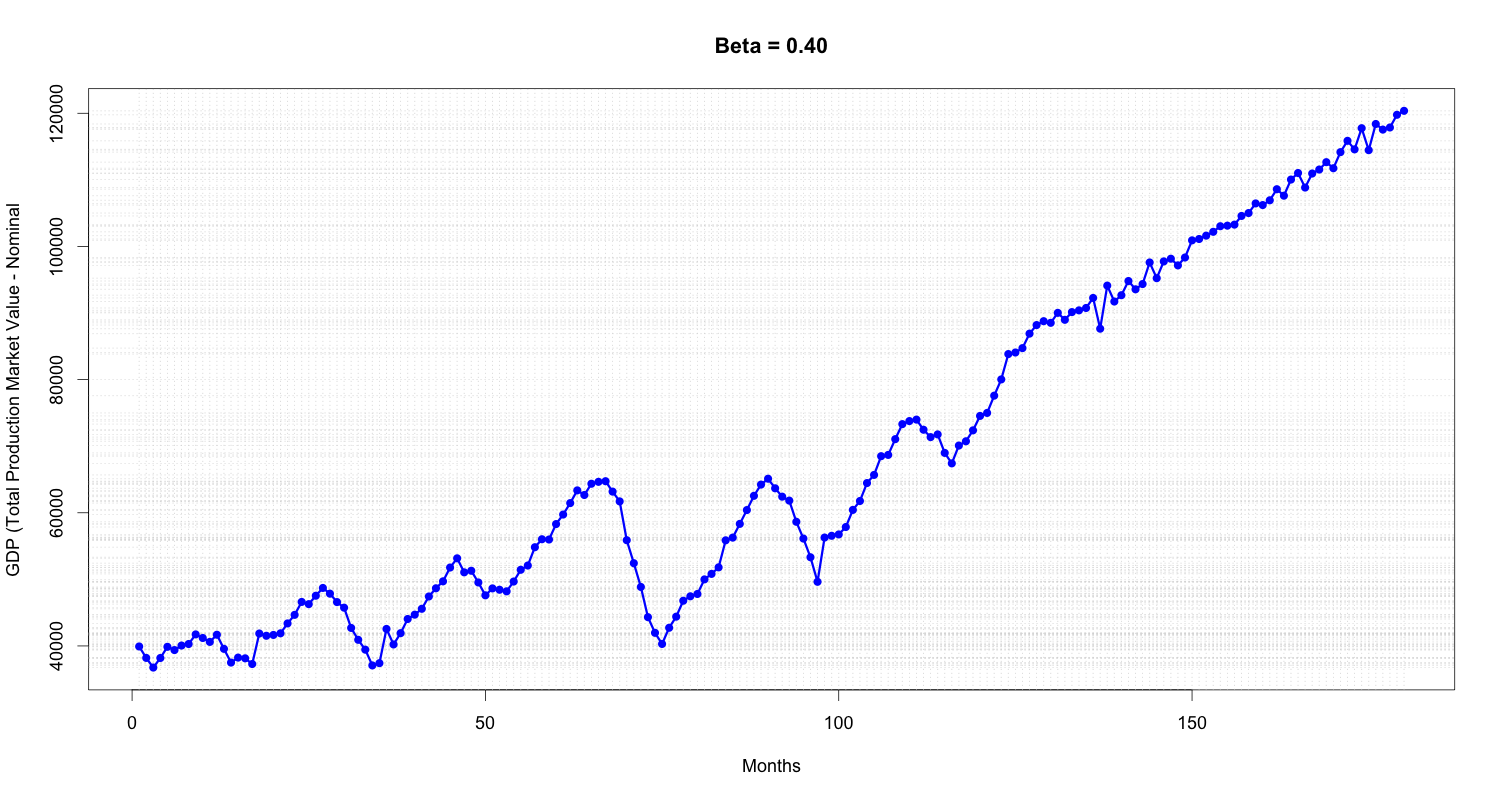 Beta = 0.40
GDP (Total Production Market Value - Nominal
120000
100000
80000
60000
40000
0 50 100 150
Months